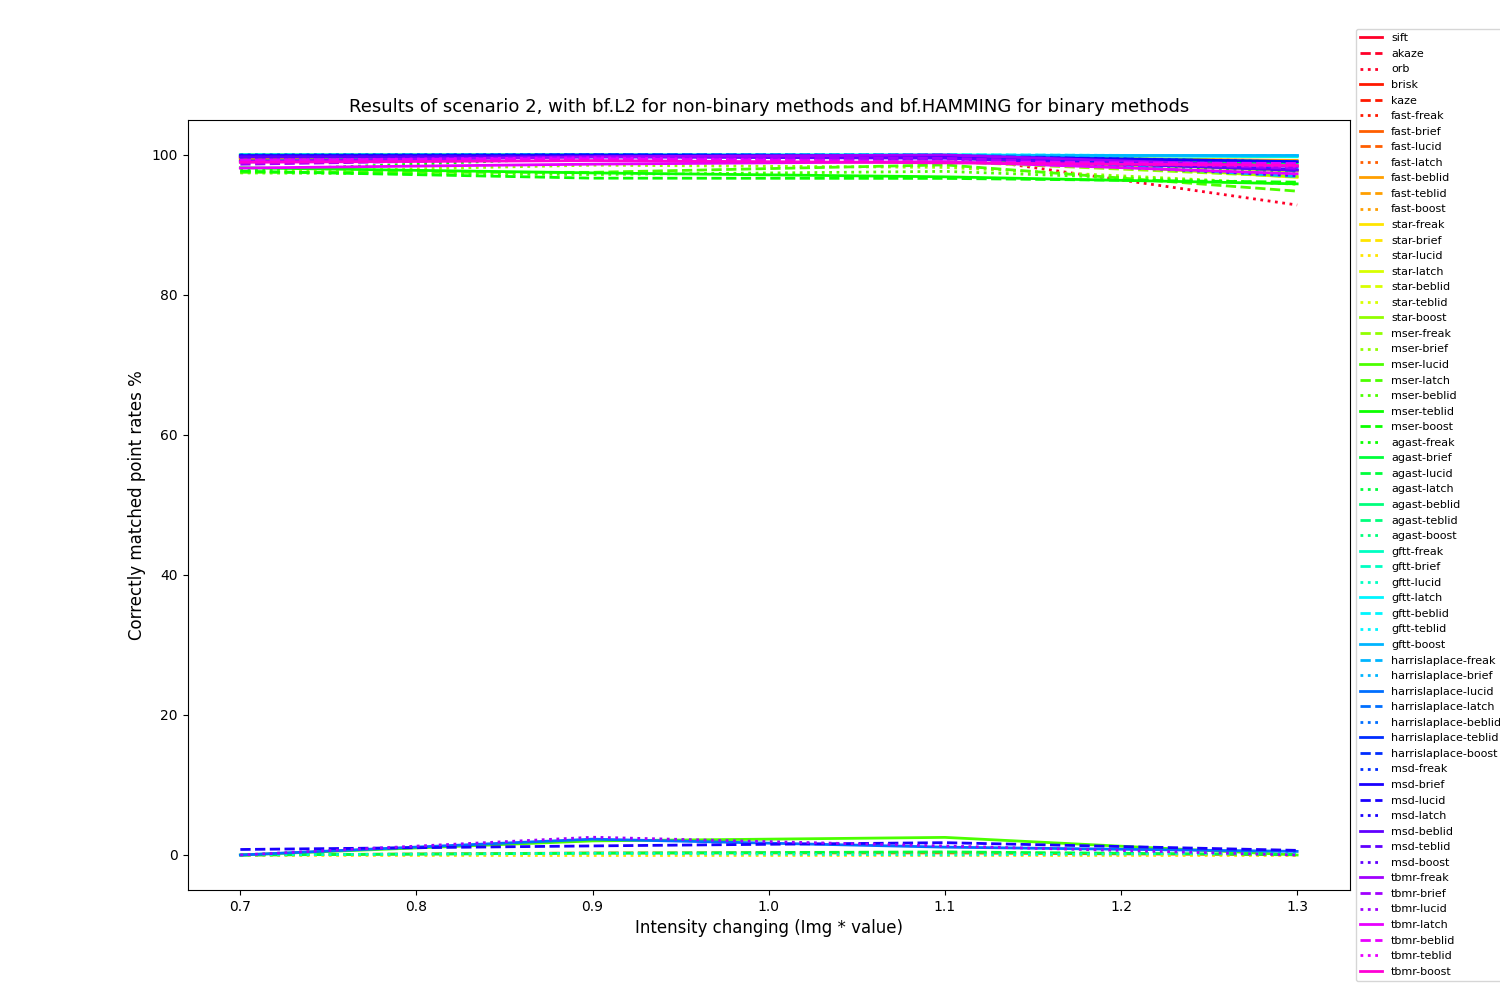 Results of scenario 2, with bf.L2 for non-binary methods and bf.HAMMING for binary methods
Correctly matched point rates %
100
80
60
40
20
0
0.7 0.8 0.9 1.0 1.1 1.2 1.3
Intensity changing (Img * value)
sift
akaze
orb
brisk
kaze
fast-freak
fast-brief
fast-lucid
fast-latch
fast-beblid
fast-teblid
fast-boost
star-freak
star-brief
star-lucid
star-latch
star-beblid
star-teblid
star-boost
mser-freak
mser-brief
mser-lucid
mser-latch
mser-beblid
mser-teblid
mser-boost
agast-freak
agast-brief
agast-lucid
agast-latch
agast-beblid
agast-teblid
agast-boost
gftt-freak
gftt-brief
gftt-lucid
gftt-latch
gftt-beblid
gftt-teblid
gftt-boost
harrislaplace-freak
harrislaplace-brief
harrislaplace-lucid
harrislaplace-latch
harrislaplace-beblid
harrislaplace-teblid
harrislaplace-boost
msd-freak
msd-brief
msd-lucid
msd-latch
msd-beblid
msd-teblid
msd-boost
tbmr-freak
tbmr-brief
tbmr-lucid
tbmr-latch
tbmr-beblid
tbmr-teblid
tbmr-boost